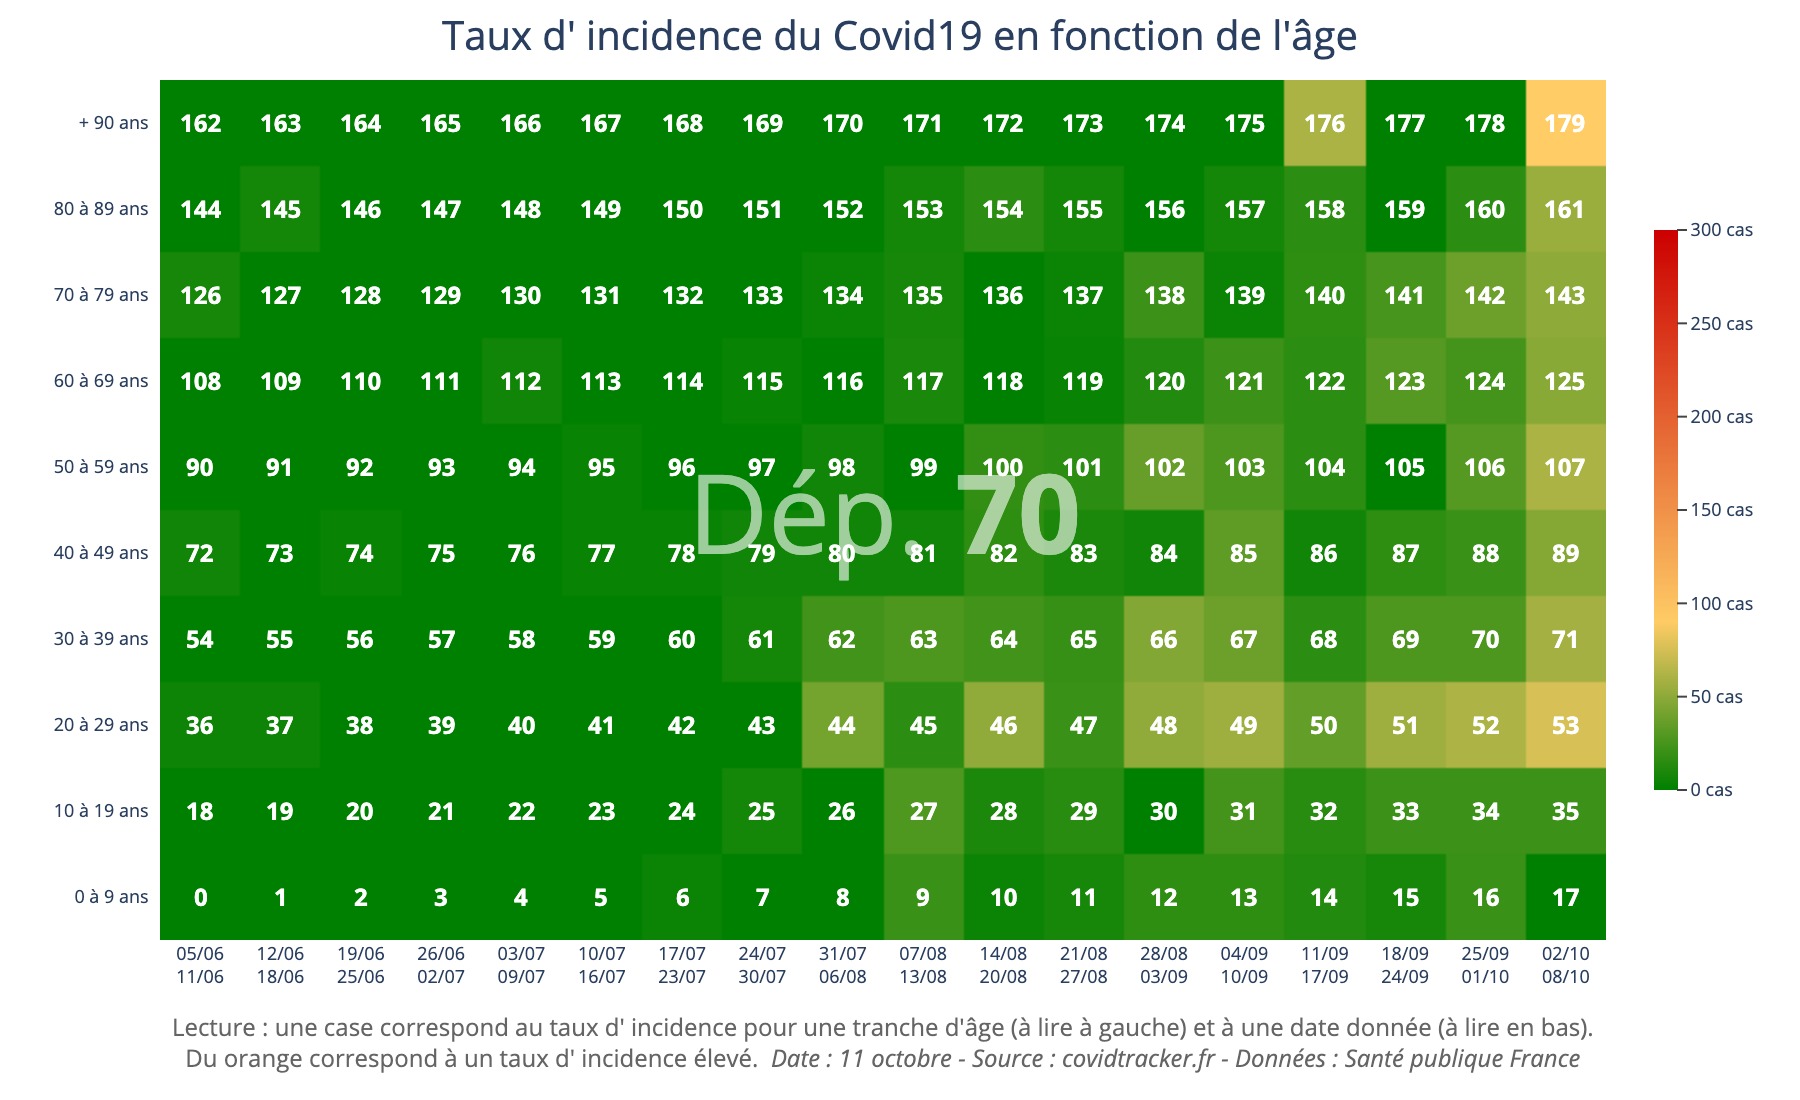 Taux d' incidence du Covid19 en fonction de l'âge
+ 90 ans 162 163 164 165 166 167 168 169 170 171 172 173 174 175 176 177 178 179
80 à 89 ans 144 145 146 147 148 149 150 151 152 153 154 155 156 157 158 159 160 161
70 à 79 ans 126 127 128 129 130 131 132 133 134 135 136 137 138 139 140 141 142 143
60 à 69 ans 108 109 110 111 112 113 114 115 116 117 118 119 120 121 122 123 124 125
50 à 59 ans 90 91 92 93 94 95 96 97 98 99 100 101 102 103 104 105 106 107
Dép. 70
40 à 49 ans 72 73 74 75 76 77 78 79 80 81 82 83 84 85 86 87 88 89
30 à 39 ans 54 55 56 57 58 59 60 61 62 63 64 65 66 67 68 69 70 71
20 à 29 ans 36 37 38 39 40 41 42 43 44 45 46 47 48 49 50 51 52 53
10 à 19 ans 18 19 20 21 22 23 24 25 26 27 28 29 30 31 32 33 34 35
0 à 9 ans 0 1 2 3 4 5 6 7 8 9 10 11 12 13 14 15 16 17
05/06 12/06 19/06 26/06 03/07 10/07 17/07 24/07 31/07 07/08 14/08 21/08 28/08 04/09 11/09 18/09 25/09 02/10
11/06 18/06 25/06 02/07 09/07 16/07 23/07 30/07 06/08 13/08 20/08 27/08 03/09 10/09 17/09 24/09 01/10 08/10
300 cas
250 cas
200 cas
150 cas
100 cas
50 cas
0 cas
Lecture : une case correspond au taux d' incidence pour une tranche d'âge (à lire à gauche) et à une date donnée (à lire en bas).
Du orange correspond à un taux d' incidence élevé. Date : 11 octobre - Source : covidtracker.fr - Données : Santé publique France